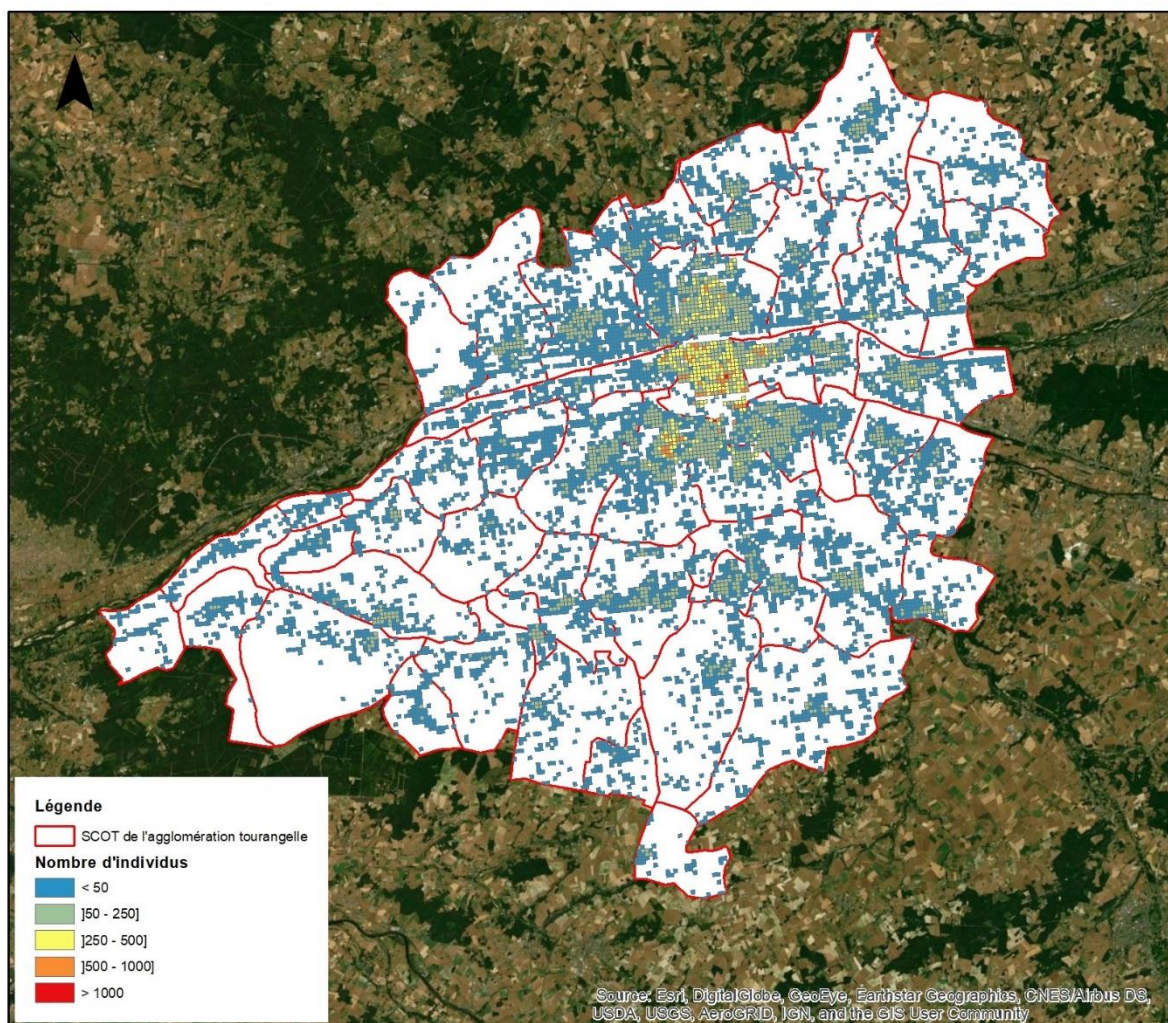 N
Légende
SCOT de l'agglomération tourangelle
Nombre d'individus
< 50
]50 - 250]
]250 - 500]
]500 - 1000]
> 1000
Source: Esri, DigitalGlobe, GeoEye, Earthstar Geographics, CNES/Airbus DS,
USDA, USGS, AeroGRID, IGN, and the GIS User Community